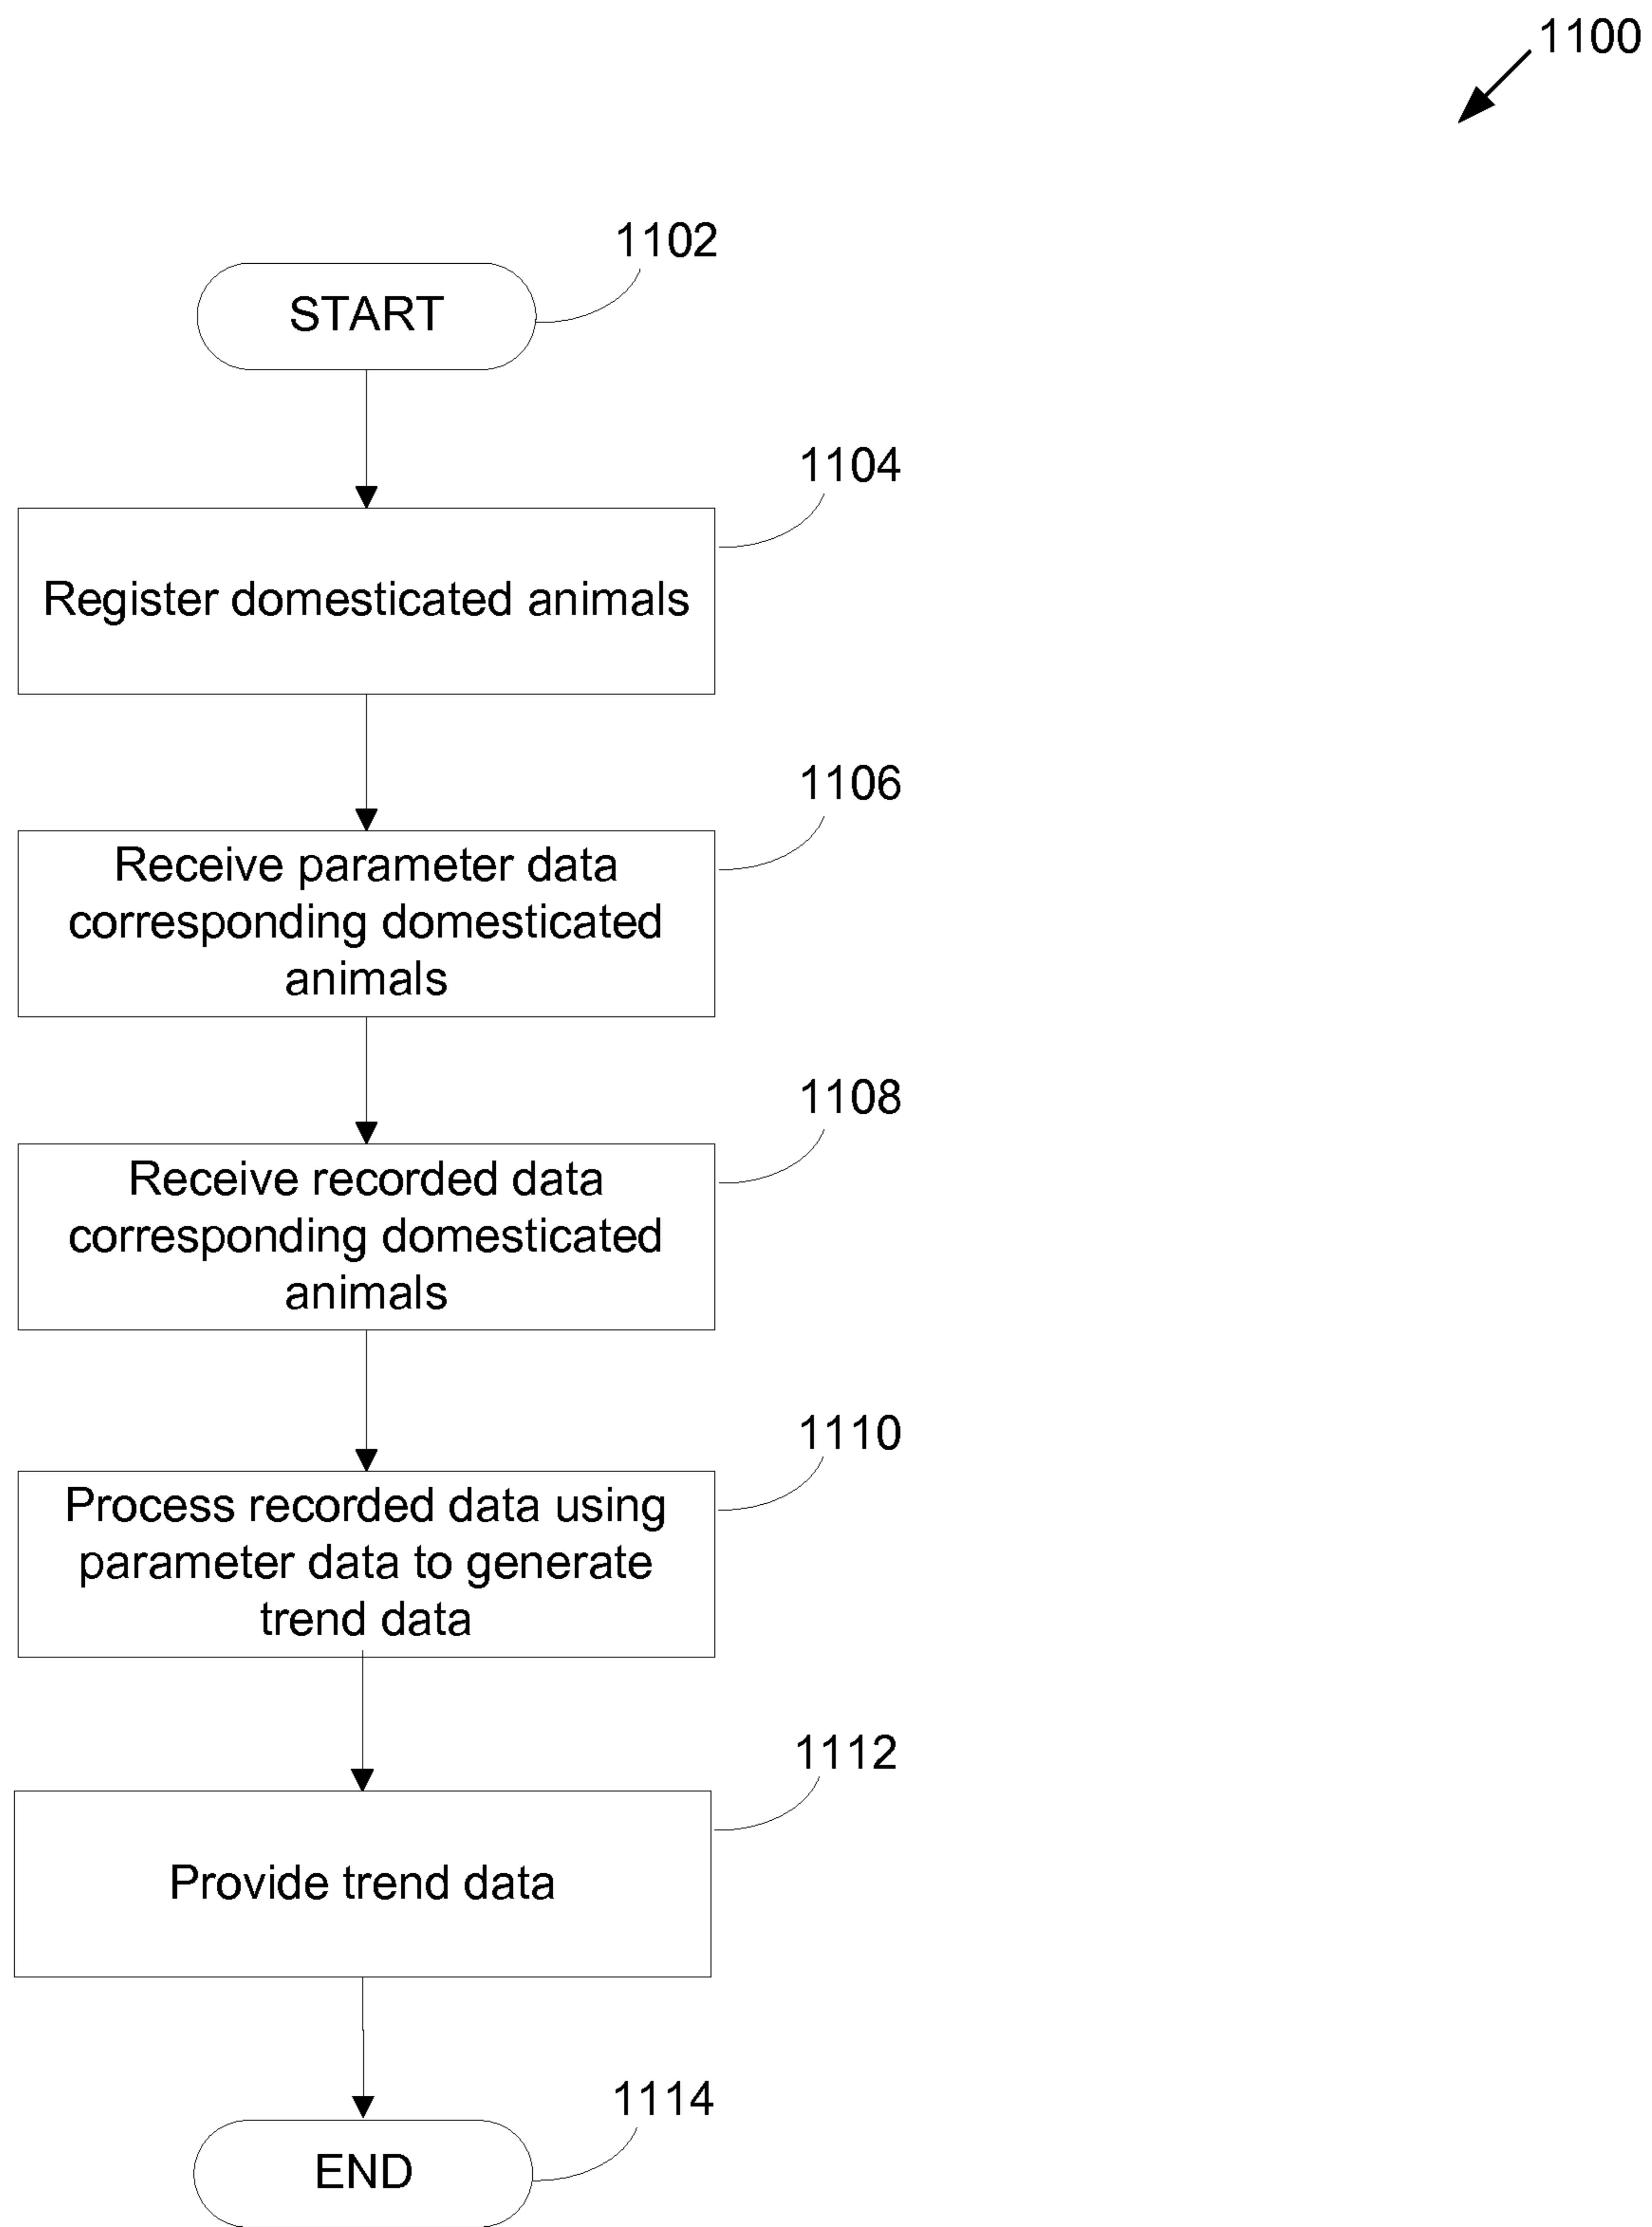 1100
1102
START
1104
Register domesticated animals
1106
Receive parameter data
corresponding domesticated
animals
1108
Receive recorded data
corresponding domesticated
animals
1110
Process recorded data using
parameter data to generate
trend data
1112
Provide trend data
1114
END